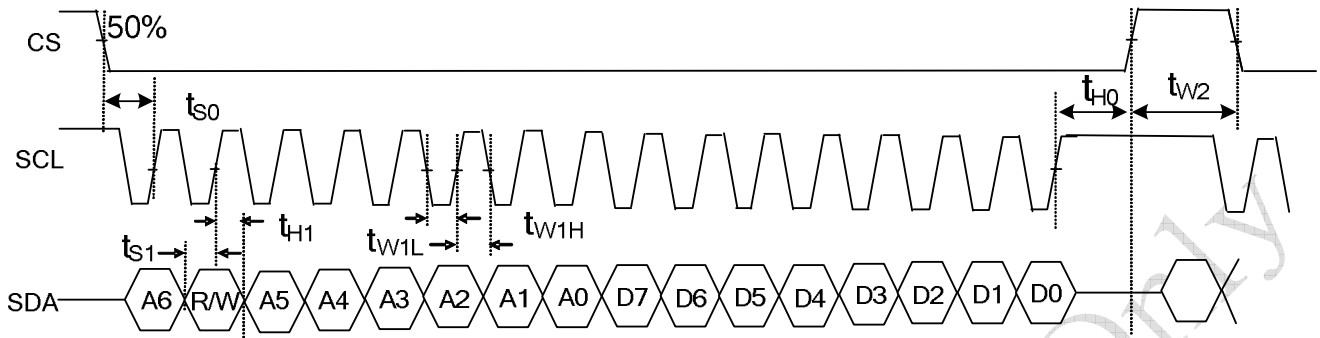 CS 50%
tS0 tH0 tW2
SCL
tS1 tH1 tW1L tW1H
SDA A6 R/W A5 A4 A3 A2 A1 A0 D7 D6 D5 D4 D3 D2 D1 D0
Only